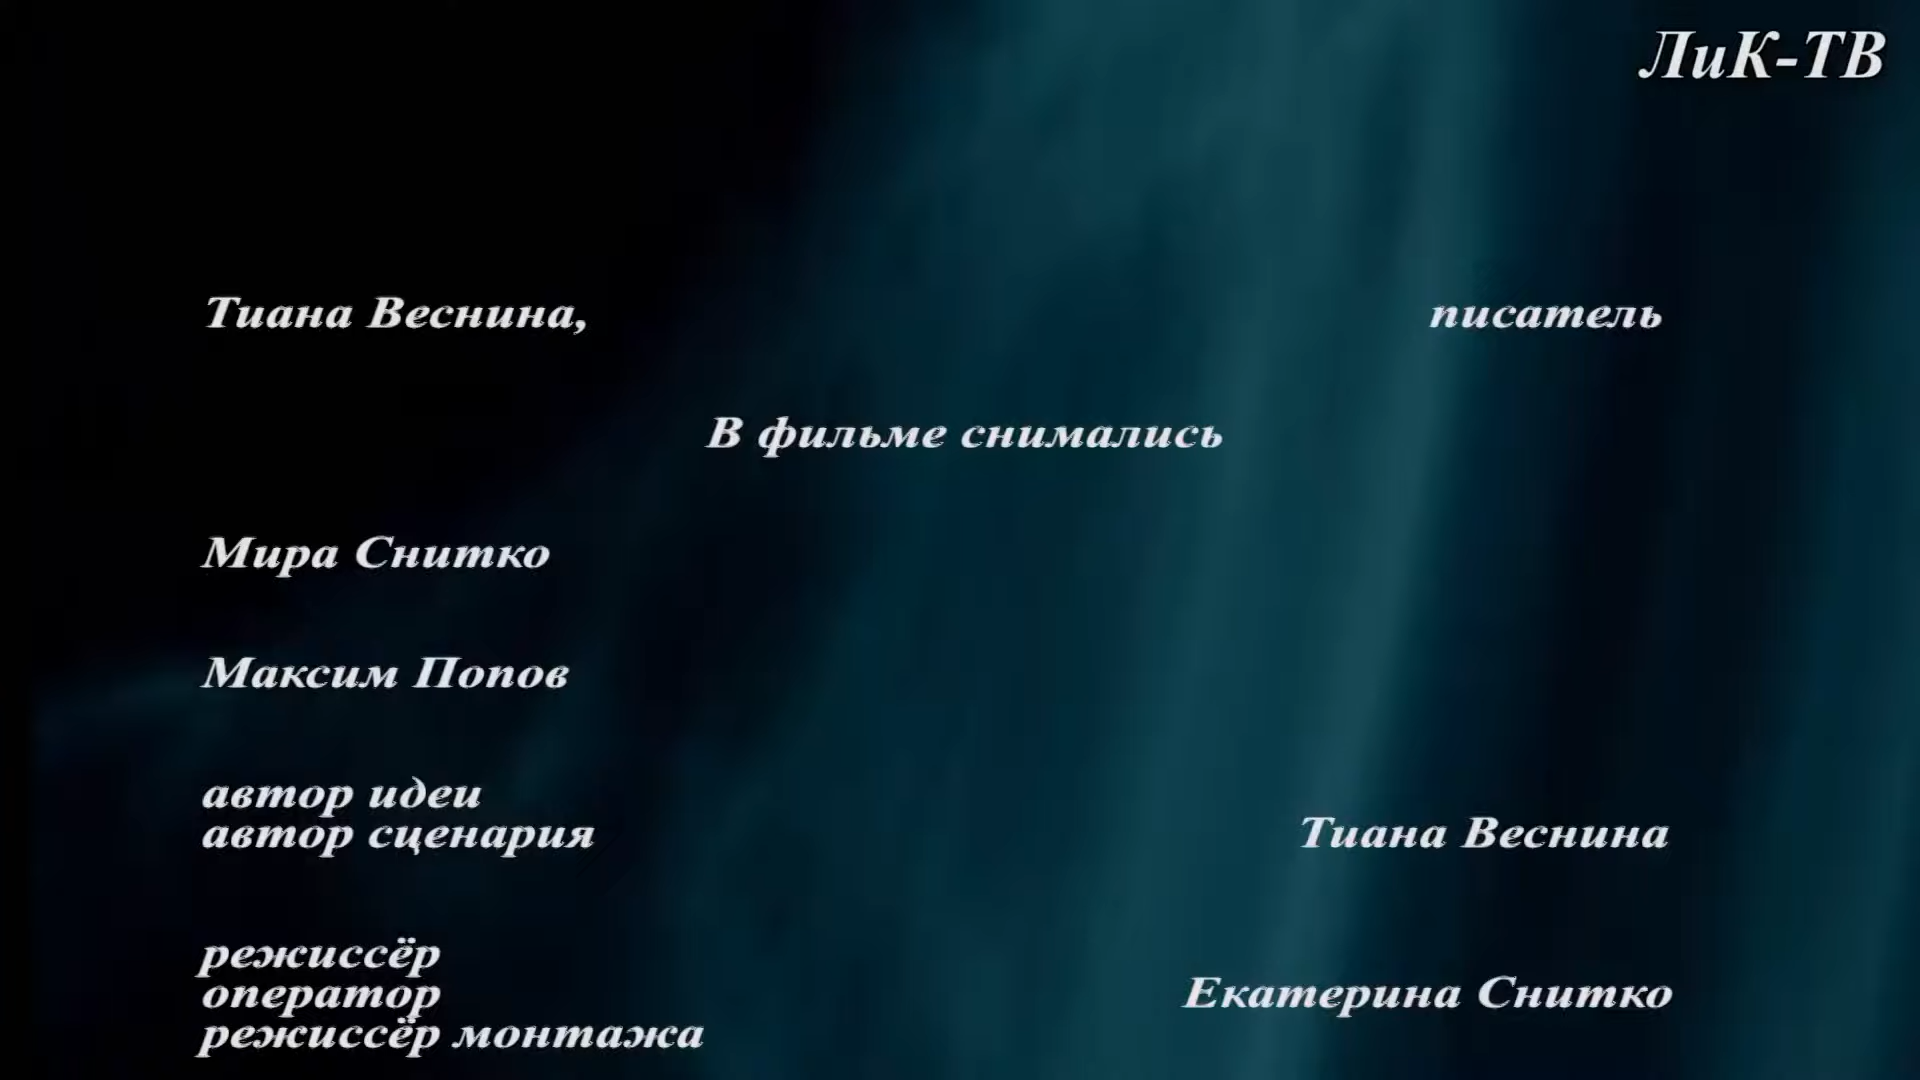 ЛиК-ТВ
Тиана Веснина, писатель
В фильме снимались
Мира Снитко
Максим Попов
автор идеи
автор сценария Тиана Веснина
режиссёр
оператор Екатерина Снитко
режиссёр монтажа